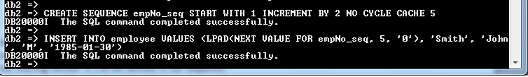 db2 =>
db2 => CREATE SEQUENCE empNo_seq START WITH 1 INCREMENT BY 2 NO CYCLE CACHE 5
DB20000I  The SQL command completed successfully.
db2 =>
db2 => INSERT INTO employee VALUES (LPAD(NEXT VALUE FOR empNo_seq, 5, '0'), 'Smith', 'John
', 'M', '1985-01-30')
DB20000I  The SQL command completed successfully.
db2 =>